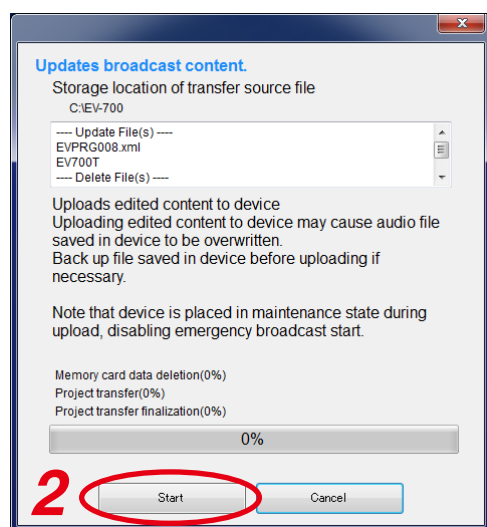 Updates broadcast content.
Storage location of transfer source file
C:\EV-700
---- Update File(s) ----
EVPRG008.xml
EV700T
---- Delete File(s) ----
Uploads edited content to device
Uploading edited content to device may cause audio file
saved in device to be overwritten.
Back up file saved in device before uploading if
necessary.
Note that device is placed in maintenance state during
upload, disabling emergency broadcast start.
Memory card data deletion(0%)
Project transfer(0%)
Project transfer finalization(0%)
0%
2 Start Cancel